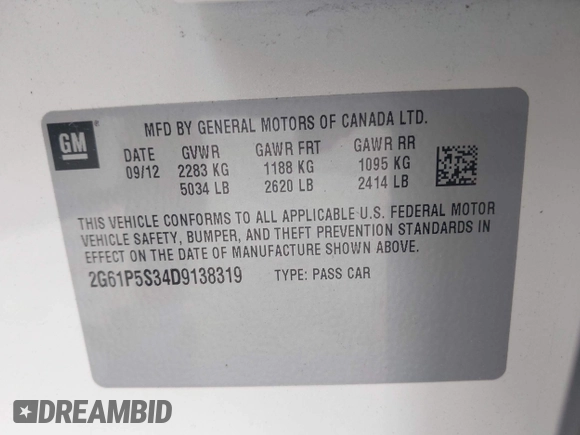 GM
MFD BY GENERAL MOTORS OF CANADA LTD.
DATE GVWR GAWR FRT GAWR RR
09/12 2283 KG 1188 KG 1095 KG
5034 LB 2620 LB 2414 LB
THIS VEHICLE CONFORMS TO ALL APPLICABLE U.S. FEDERAL MOTOR
VEHICLE SAFETY, BUMPER, AND THEFT PREVENTION STANDARDS IN
EFFECT ON THE DATE OF MANUFACTURE SHOWN ABOVE.
2G61P5S34D9138319 TYPE: PASS CAR
DREAMBID